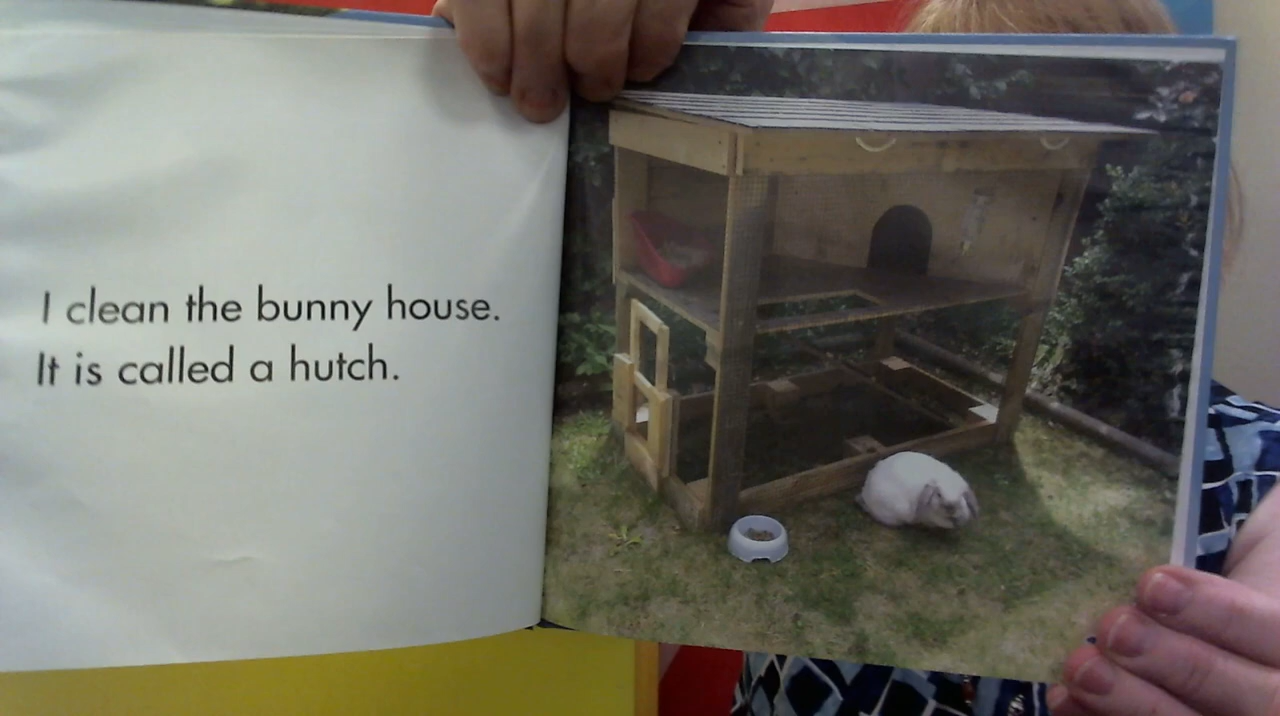 I clean the bunny house.
It is called a hutch.